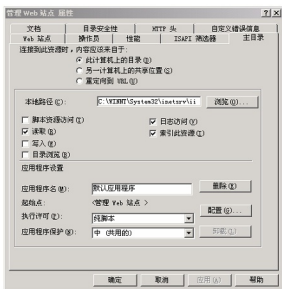 管理 Web 站点 属性
文档 目录安全性 HTTP 头 自定义错误信息
Web 站点 操作员 性能 ISAPI 筛选器 主目录
连接到此资源时，内容应该来自于:
此计算机上的目录(D)
另一计算机上的共享位置(S)
重定向到 URL(U)
本地路径(C): C:\WINNT\System32\inetsrv\ii 浏览(O)...
脚本资源访问(T) 日志访问(V)
读取(R) 索引此资源(I)
写入(W)
目录浏览(B)
应用程序设置
应用程序名(M): 默认应用程序 删除(E)
起始点: <管理 Web 站点 >
执行许可(P): 纯脚本 配置(G)...
应用程序保护(N): 中 (共用的) 卸载(L)
确定 取消 应用(A) 帮助